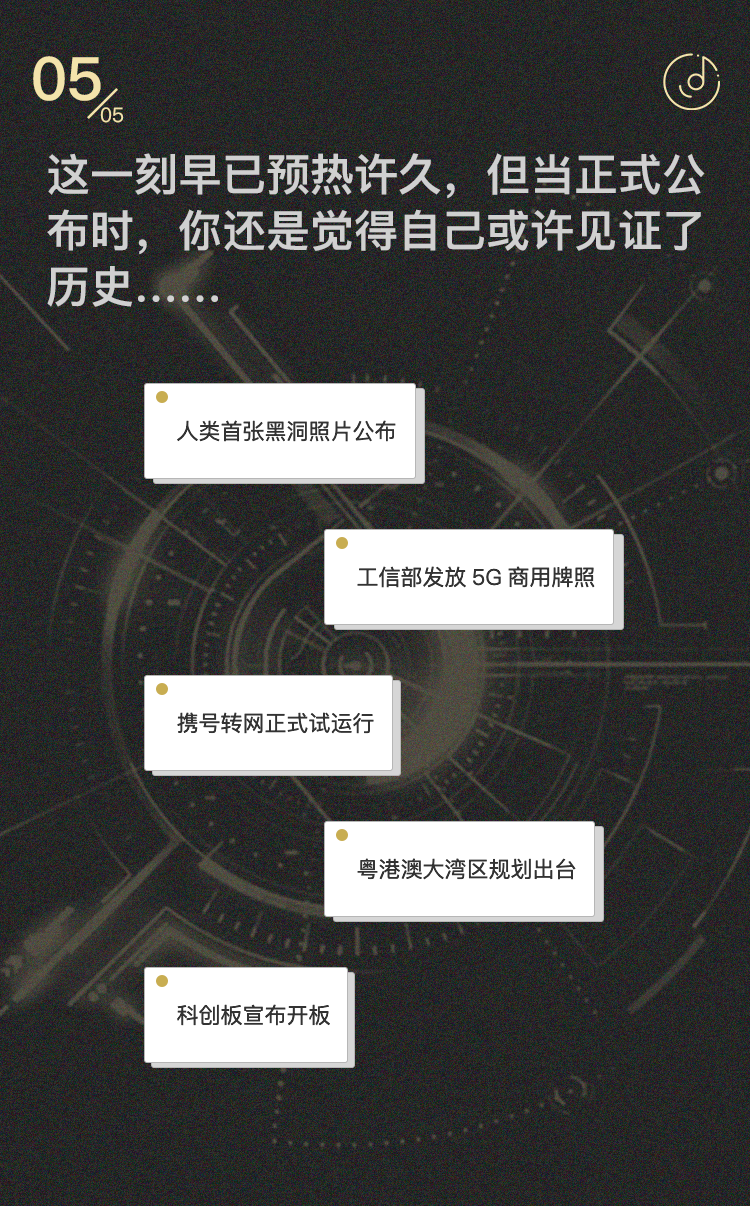 05
05
这一刻早已预热许久，但当正式公
布时，你还是觉得自己或许见证了
历史……
人类首张黑洞照片公布
工信部发放 5G 商用牌照
携号转网正式试运行
粤港澳大湾区规划出台
科创板宣布开板